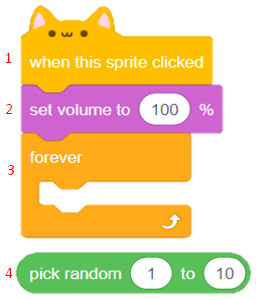 1 when this sprite clicked
2 set volume to 100 %
3 forever
4 pick random 1 to 10